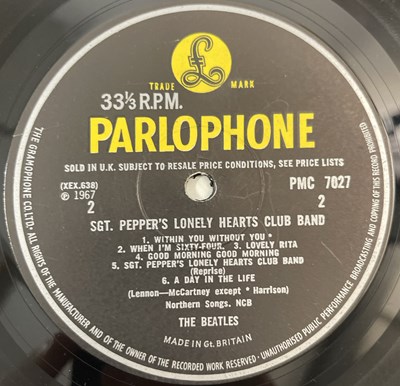 THE GRAMOPHONE CO. LTD. · ALL RIGHTS OF THE MANUFACTURER AND OF THE OWNER OF THE RECORDED WORK RESERVED · UNAUTHORISED PUBLIC PERFORMANCE BROADCASTING AND COPYING OF THIS RECORD PROHIBITED
£
TRADE MARK
33⅓ R.P.M.
PARLOPHONE
SOLD IN U.K. SUBJECT TO RESALE PRICE CONDITIONS, SEE PRICE LISTS
(XEX.638)
℗ 1967
2
PMC 7027
2
SGT. PEPPER'S LONELY HEARTS CLUB BAND
1. WITHIN YOU WITHOUT YOU *
2. WHEN I'M SIXTY-FOUR. 3. LOVELY RITA
4. GOOD MORNING GOOD MORNING
5. SGT. PEPPER'S LONELY HEARTS CLUB BAND
(Reprise)
6. A DAY IN THE LIFE
(Lennon—McCartney except * Harrison)
Northern Songs. NCB
THE BEATLES
MADE IN Gt. BRITAIN